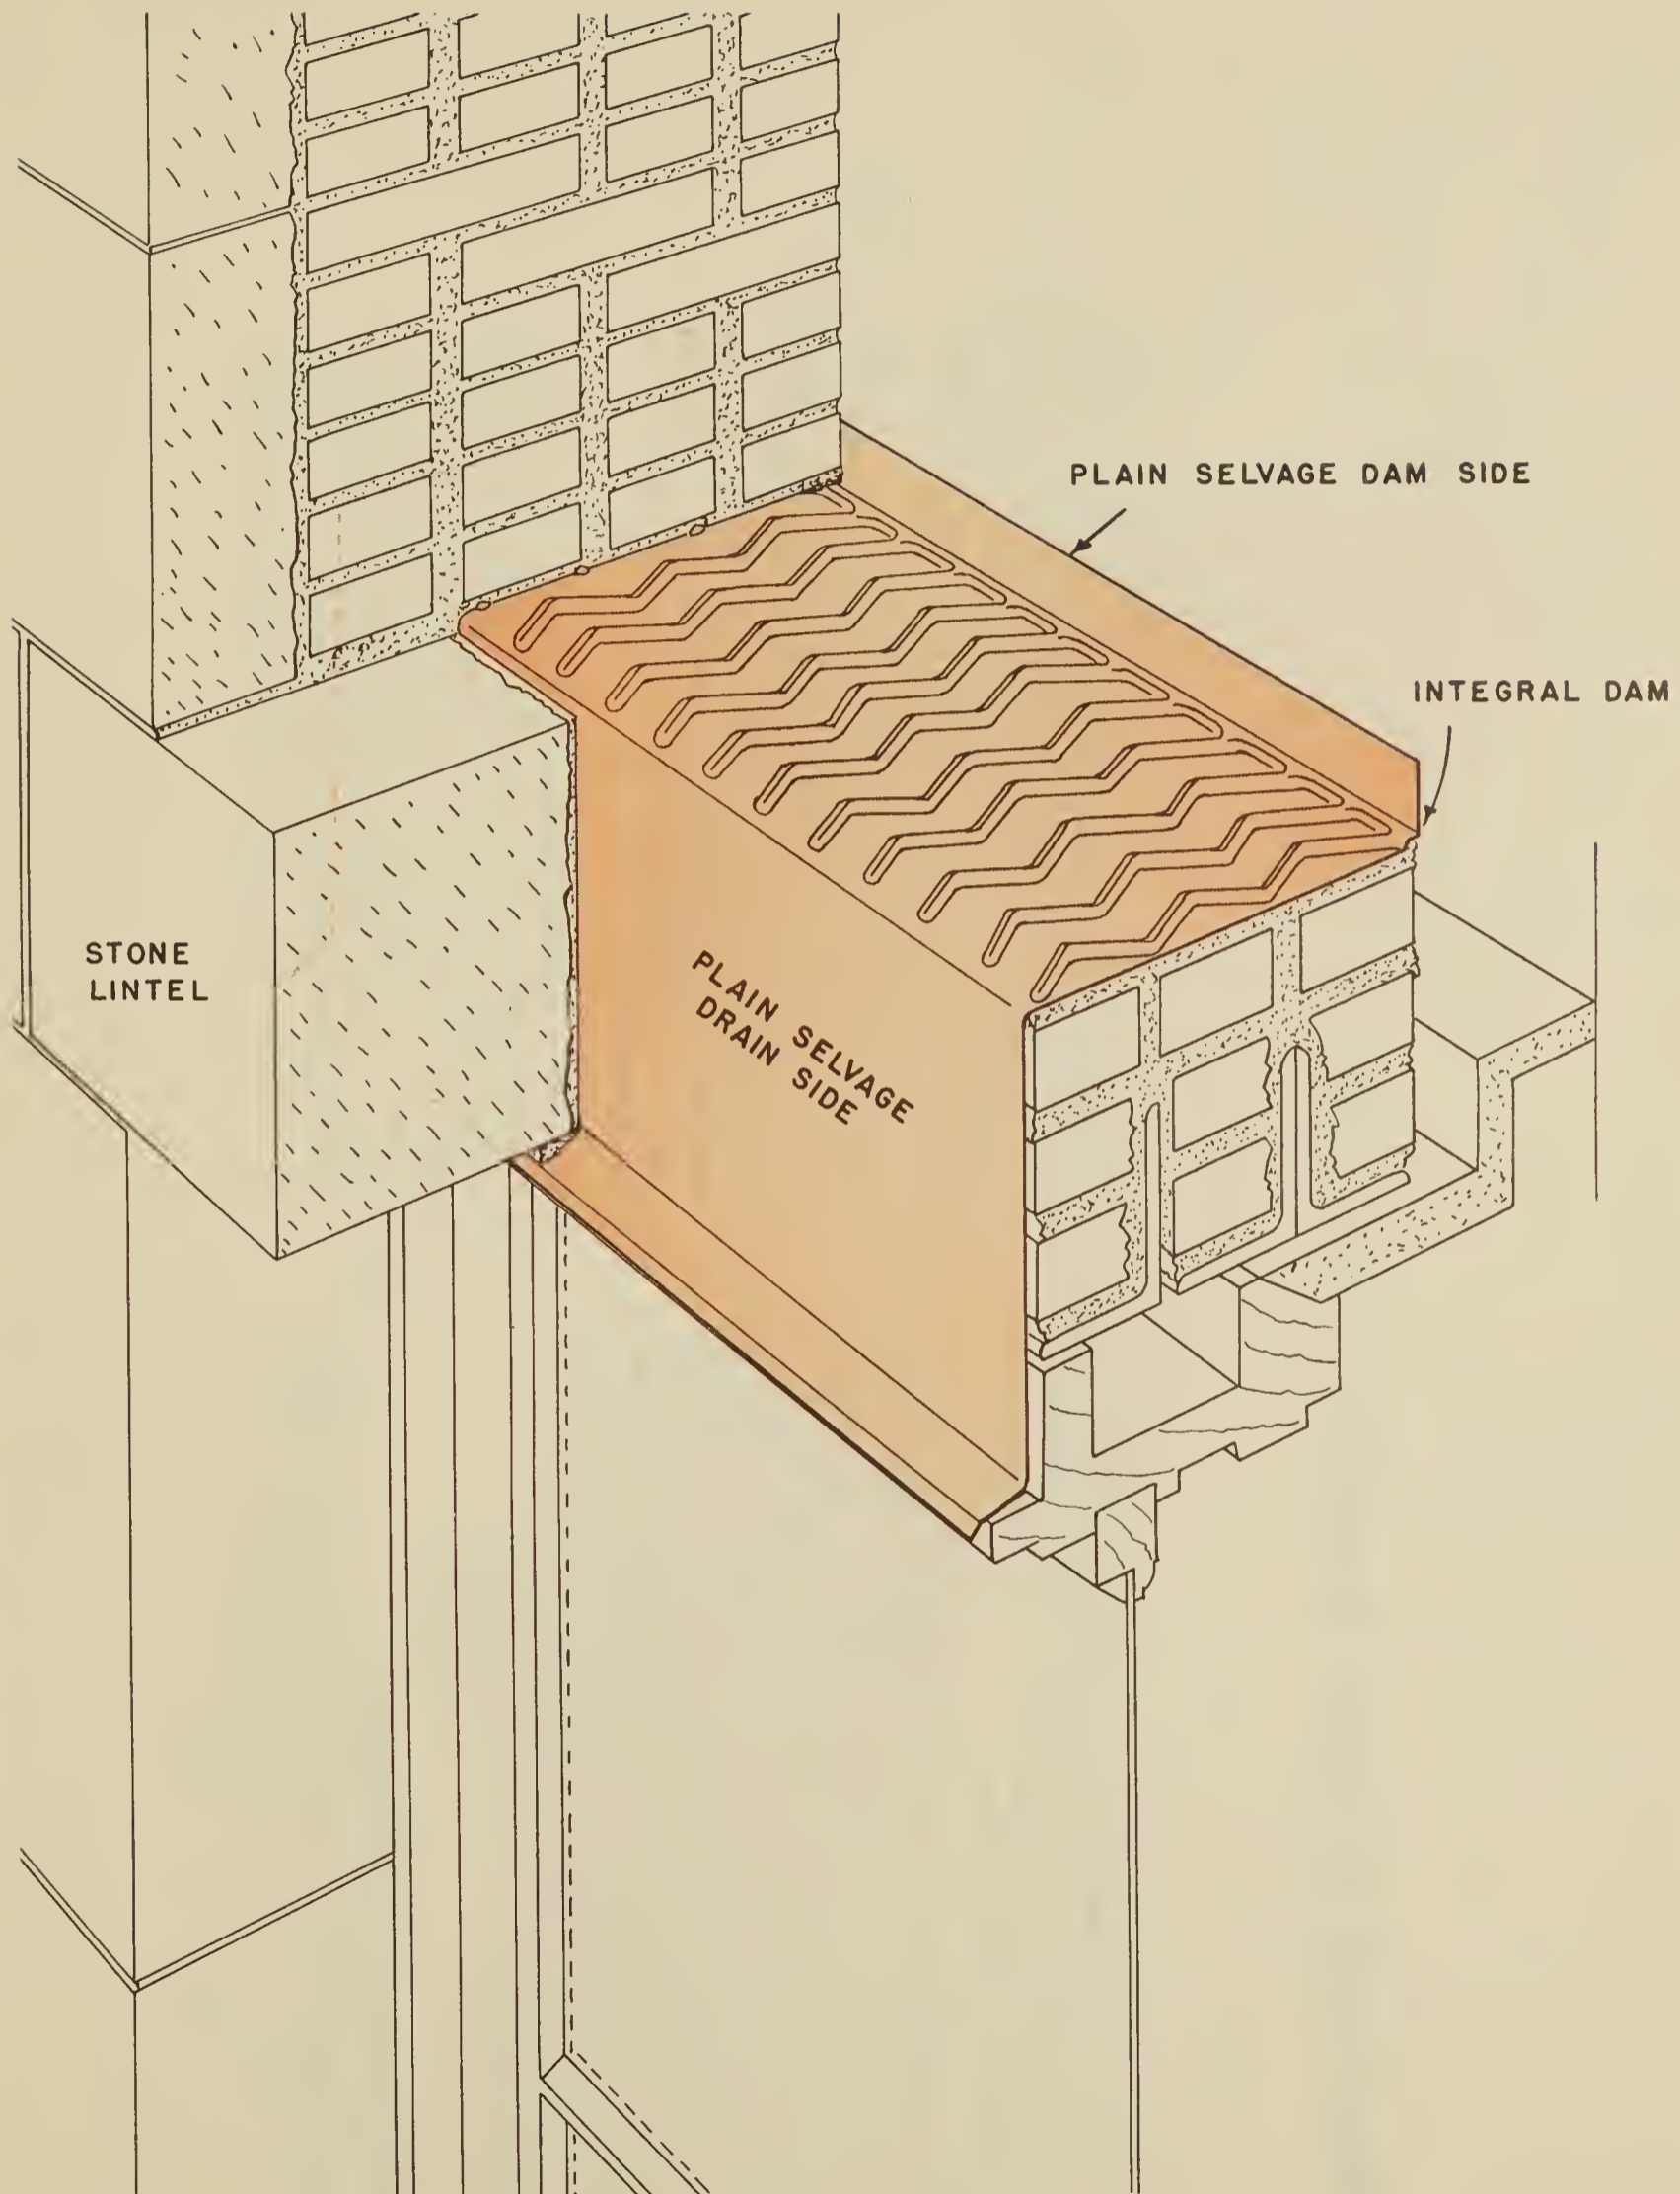 PLAIN SELVAGE DAM SIDE
INTEGRAL DAM
STONE
LINTEL
PLAIN SELVAGE
DRAIN SIDE